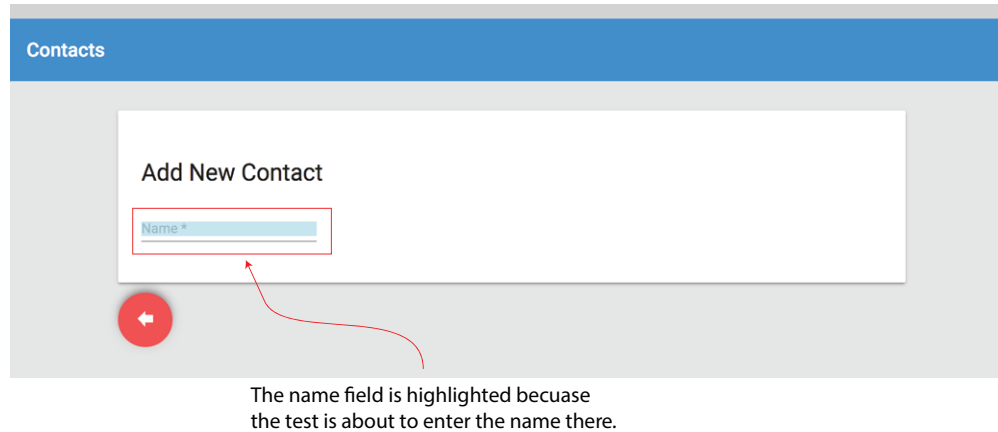 Contacts
Add New Contact
Name *
The name field is highlighted becuase
the test is about to enter the name there.